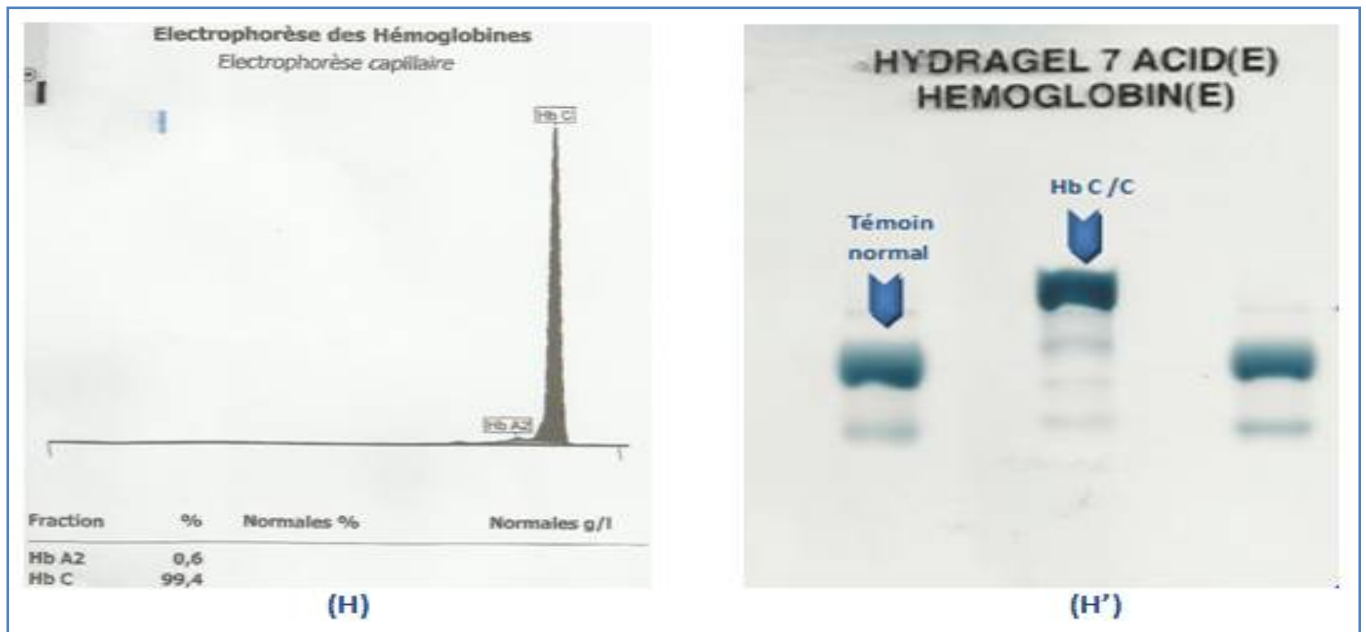 Electrophorèse des Hémoglobines
Electrophorèse capillaire
Hb C
Hb A2
Fraction % Normales % Normales g/l
Hb A2 0,6
Hb C 99,4
(H)
HYDRAGEL 7 ACID(E)
HEMOGLOBIN(E)
Hb C /C
Témoin
normal
(H')